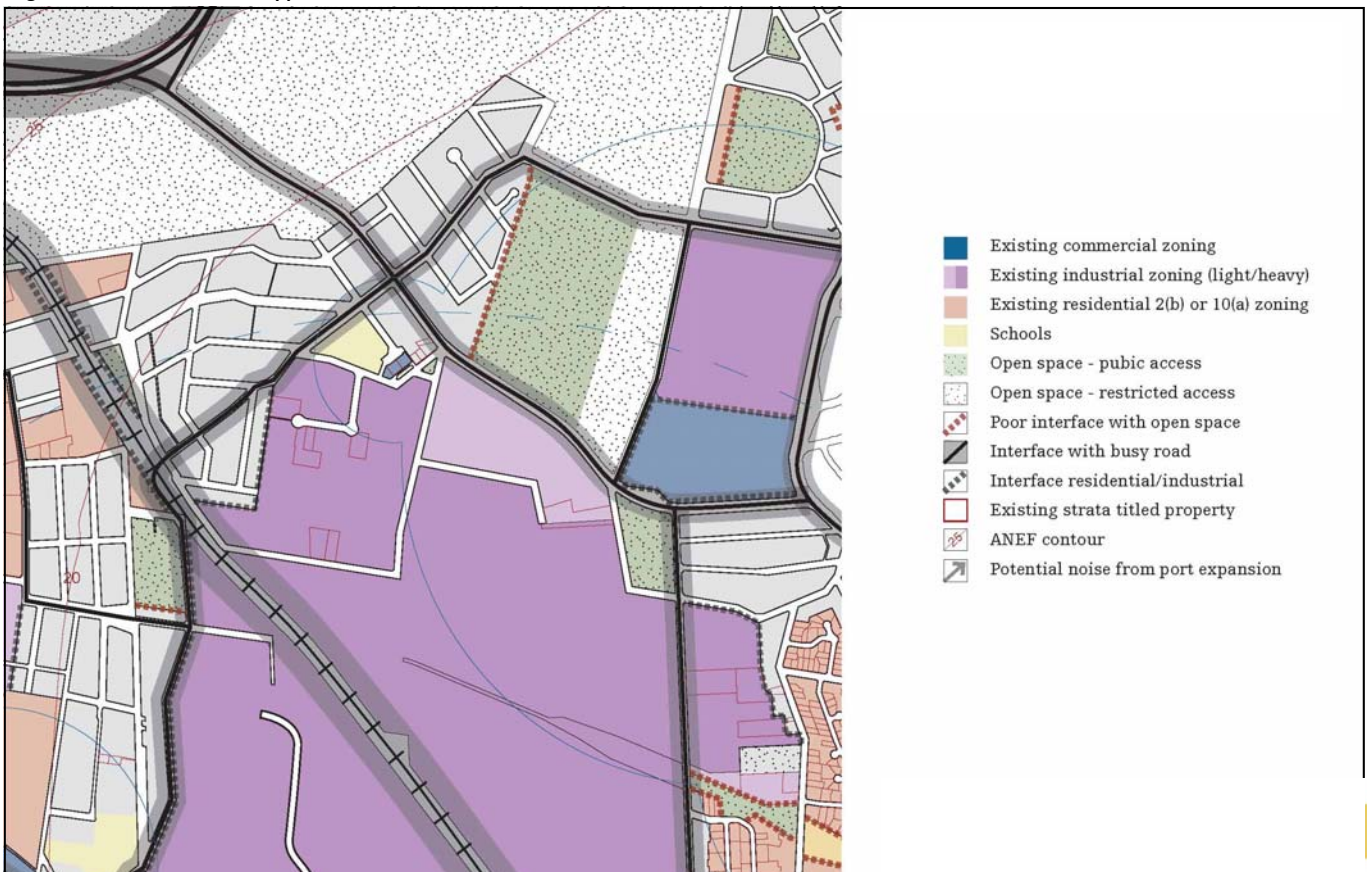 25
20
Existing commercial zoning
Existing industrial zoning (light/heavy)
Existing residential 2(b) or 10(a) zoning
Schools
Open space - pubic access
Open space - restricted access
Poor interface with open space
Interface with busy road
Interface residential/industrial
Existing strata titled property
25
ANEF contour
Potential noise from port expansion